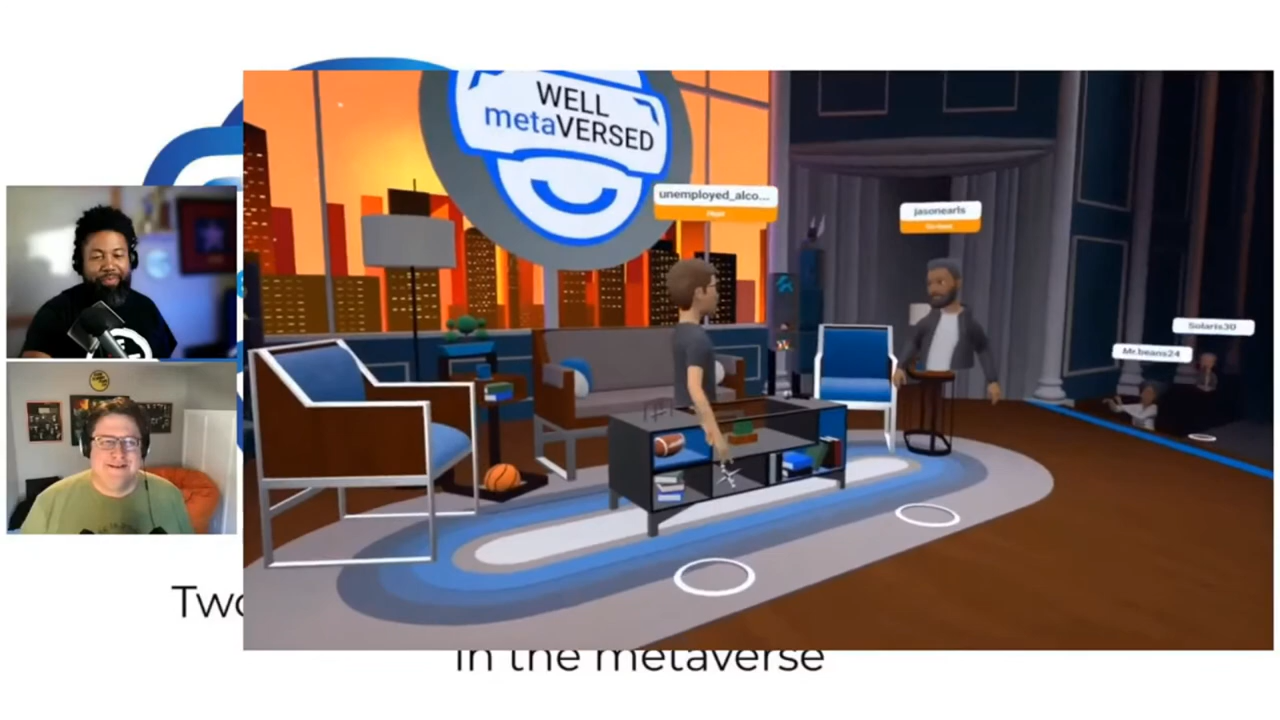 WELL
metaVERSED
unemployed_alco...
jasonearls
Solaris30
Mr.beans24
Two
in the metaverse